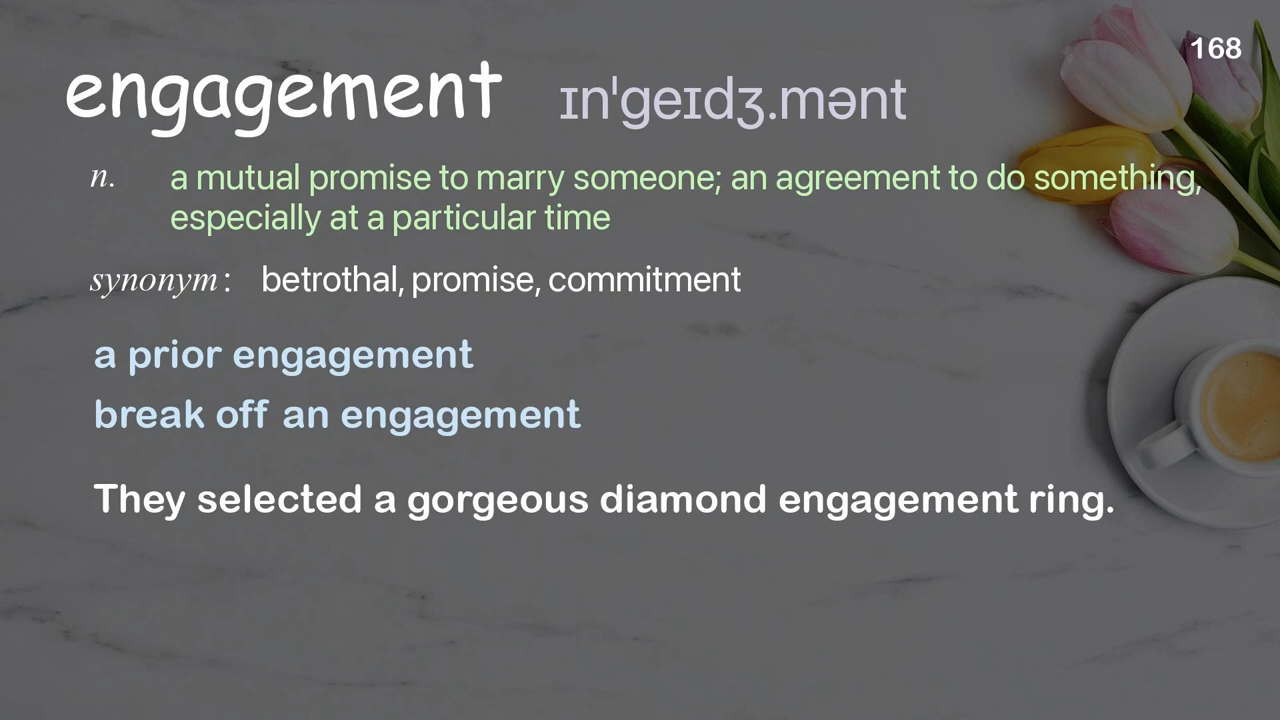 168
engagement ɪnˈɡeɪdʒ.mənt
n. a mutual promise to marry someone; an agreement to do something,
especially at a particular time
synonym: betrothal, promise, commitment
a prior engagement
break off an engagement
They selected a gorgeous diamond engagement ring.